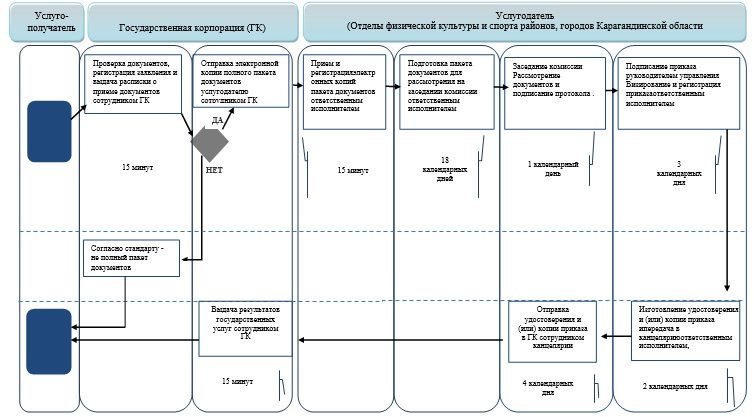 Услуго-
получатель
Государственная корпорация (ГК)
Услугодатель
(Отделы физической культуры и спорта районов, городов Карагандинской области
Проверка документов,
регистрация заявления и
выдача расписки о
приеме документов
сотрудником ГК
Отправка электронной
копии полного пакета
документов
услугодателю
сотрудником ГК
Прием и
регистрацияэлектр
онных копий
пакета документов
ответственным
исполнителем
Подготовка пакета
документов для
рассмотрения на
заседании комиссии
ответственным
исполнителем
Заседание комиссии
Рассмотрение
документов и
подписание протокола .
Подписание приказа
руководителем управления
Визирование и регистрация
приказаответственным
исполнителем
ДА
НЕТ
15 минут
15 минут
18
календарных
дней
1 календарный
день
3
календарных
дня
Согласно стандарту -
не полный пакет
документов
Выдача результатов
государственных
услуг сотрудником
ГК
Отправка
удостоверения и
(или) копии приказа
в ГК сотрудником
канцелярии
Изготовление удостоверения
и (или) копии приказа
ипередача в
канцеляриюответственным
исполнителем,
15 минут
4 календарных
дня
2 календарных дня